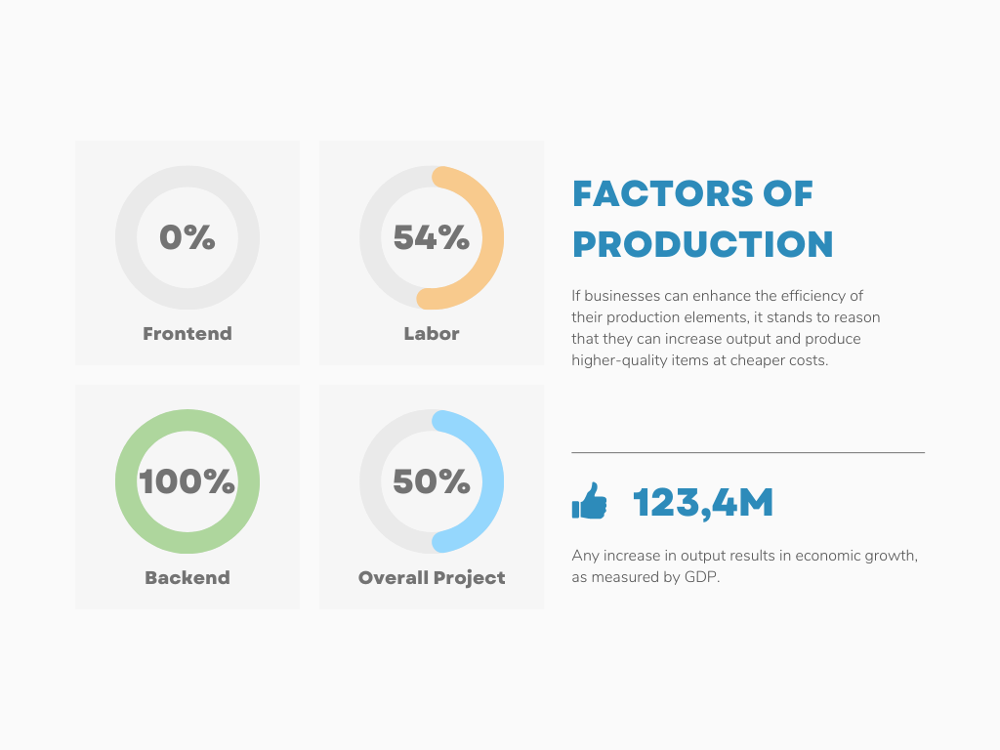 0%
Frontend
54%
Labor
100%
Backend
50%
Overall Project
FACTORS OF
PRODUCTION
If businesses can enhance the efficiency of
their production elements, it stands to reason
that they can increase output and produce
higher-quality items at cheaper costs.
123,4M
Any increase in output results in economic growth,
as measured by GDP.